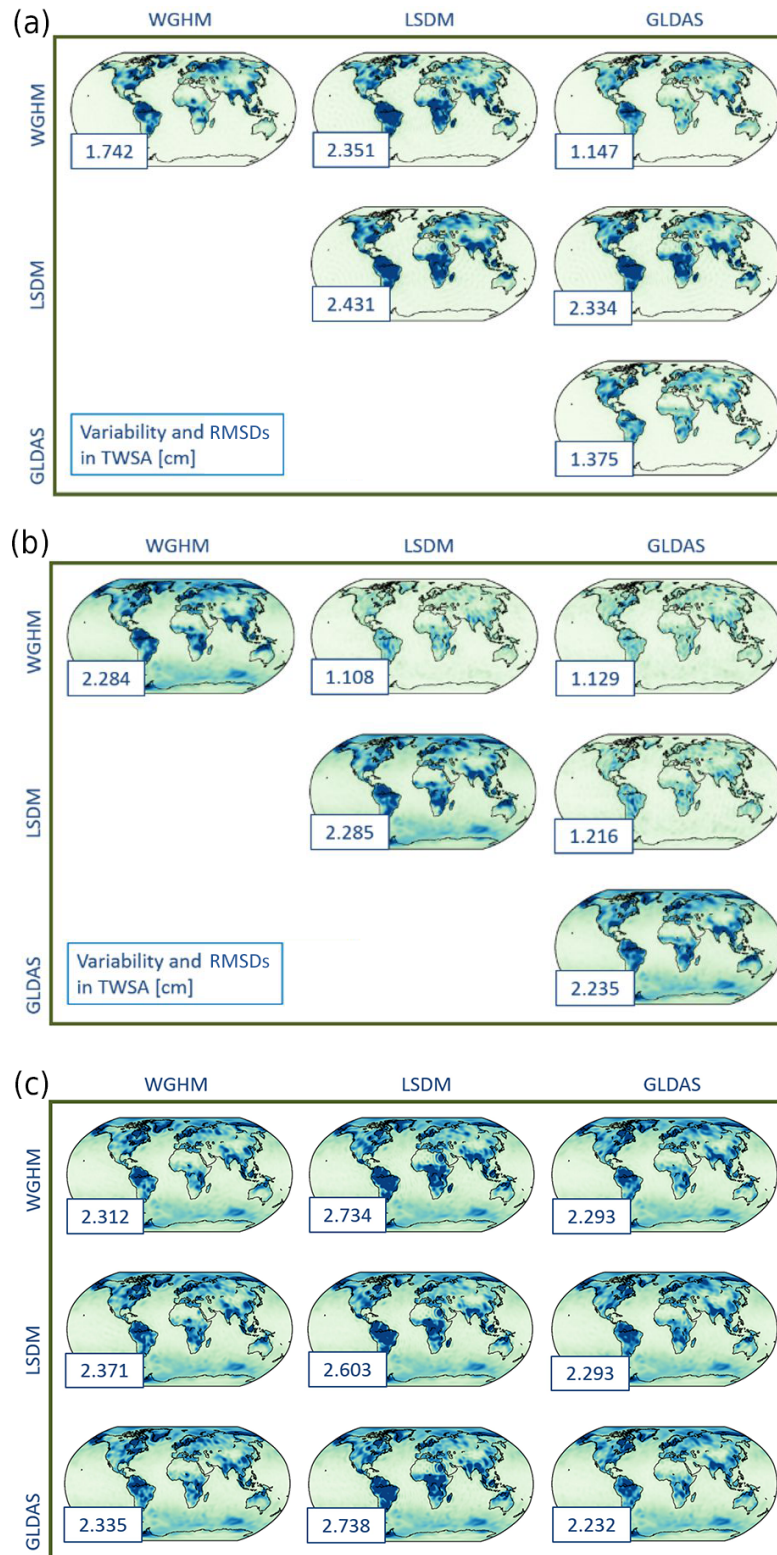 (a)
WGHM LSDM GLDAS
WGHM
1.742 2.351 1.147
LSDM
2.431 2.334
GLDAS
1.375
Variability and RMSDs
in TWSA [cm]
(b)
WGHM LSDM GLDAS
WGHM
2.284 1.108 1.129
LSDM
2.285 1.216
GLDAS
2.235
Variability and RMSDs
in TWSA [cm]
(c)
WGHM LSDM GLDAS
WGHM
2.312 2.734 2.293
LSDM
2.371 2.603 2.293
GLDAS
2.335 2.738 2.232